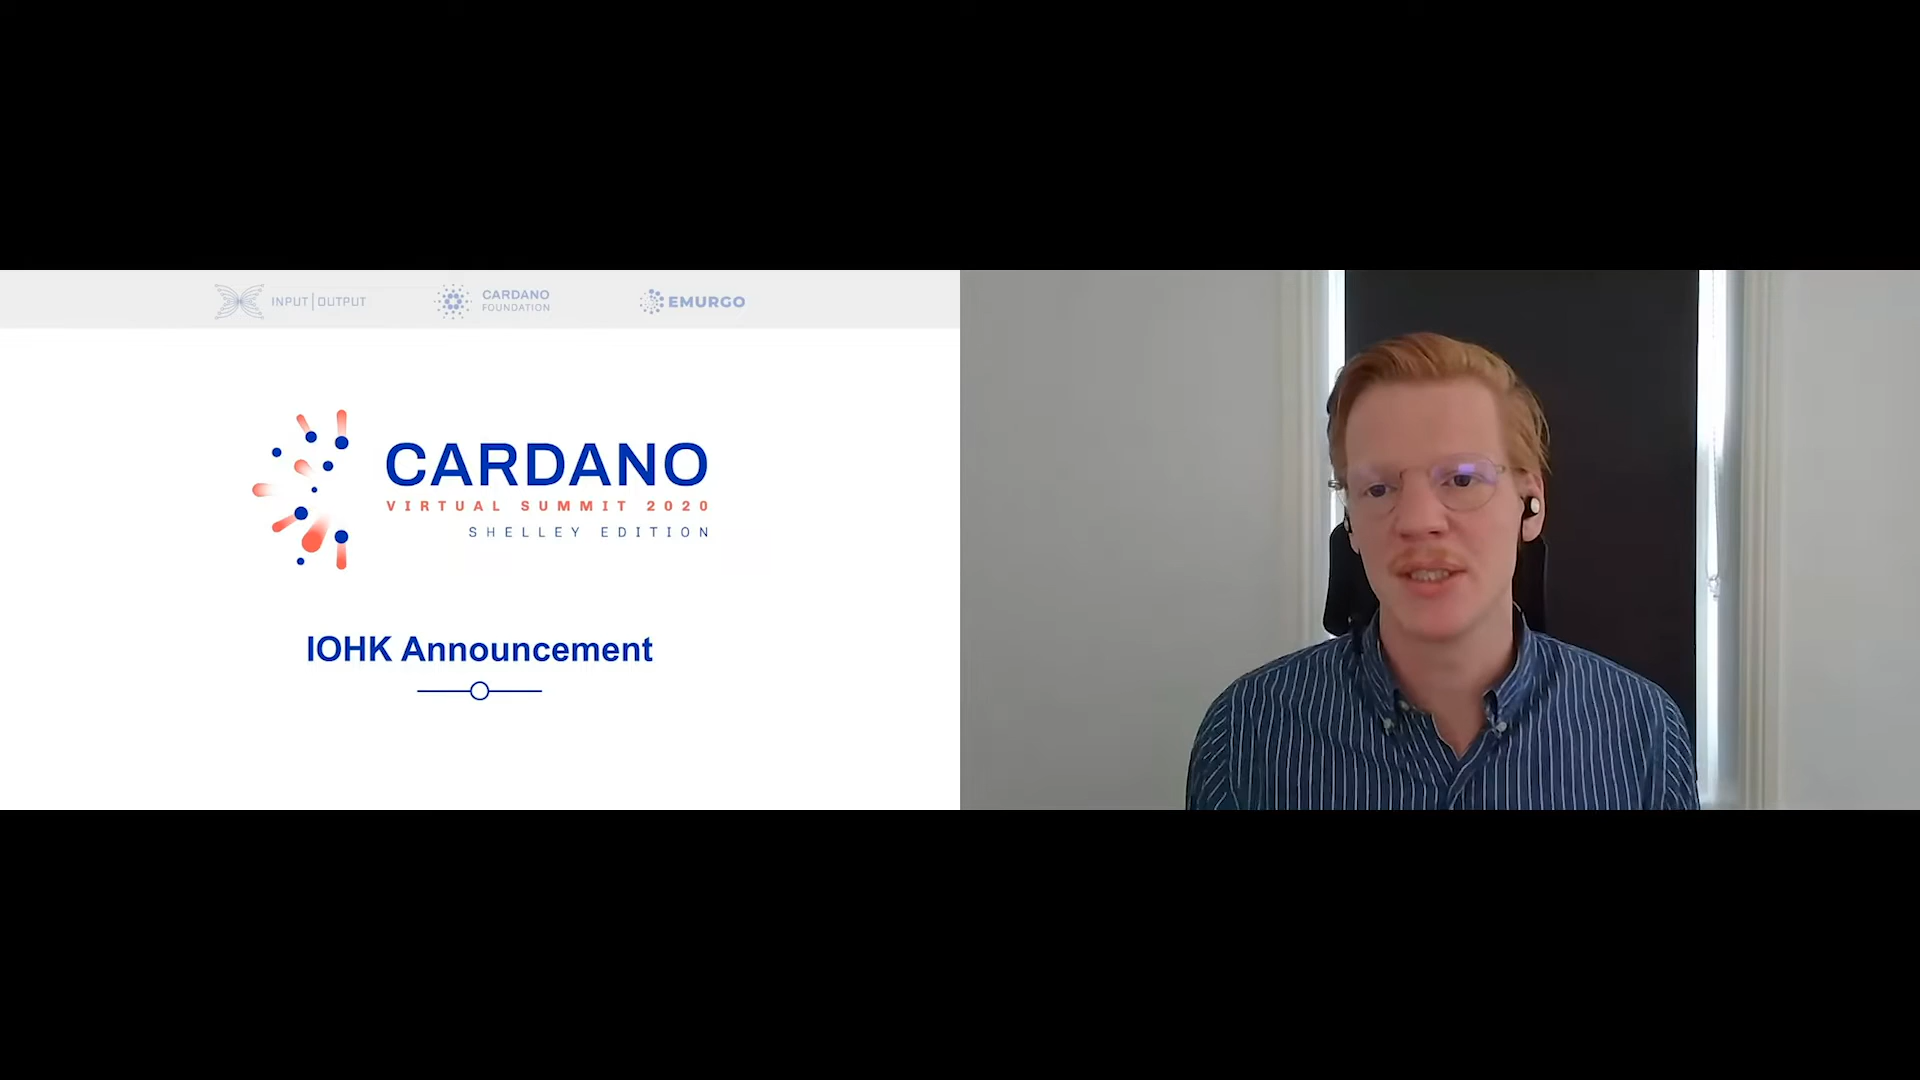 INPUT | OUTPUT
CARDANO
FOUNDATION
EMURGO
CARDANO
VIRTUAL SUMMIT 2020
SHELLEY EDITION
IOHK Announcement